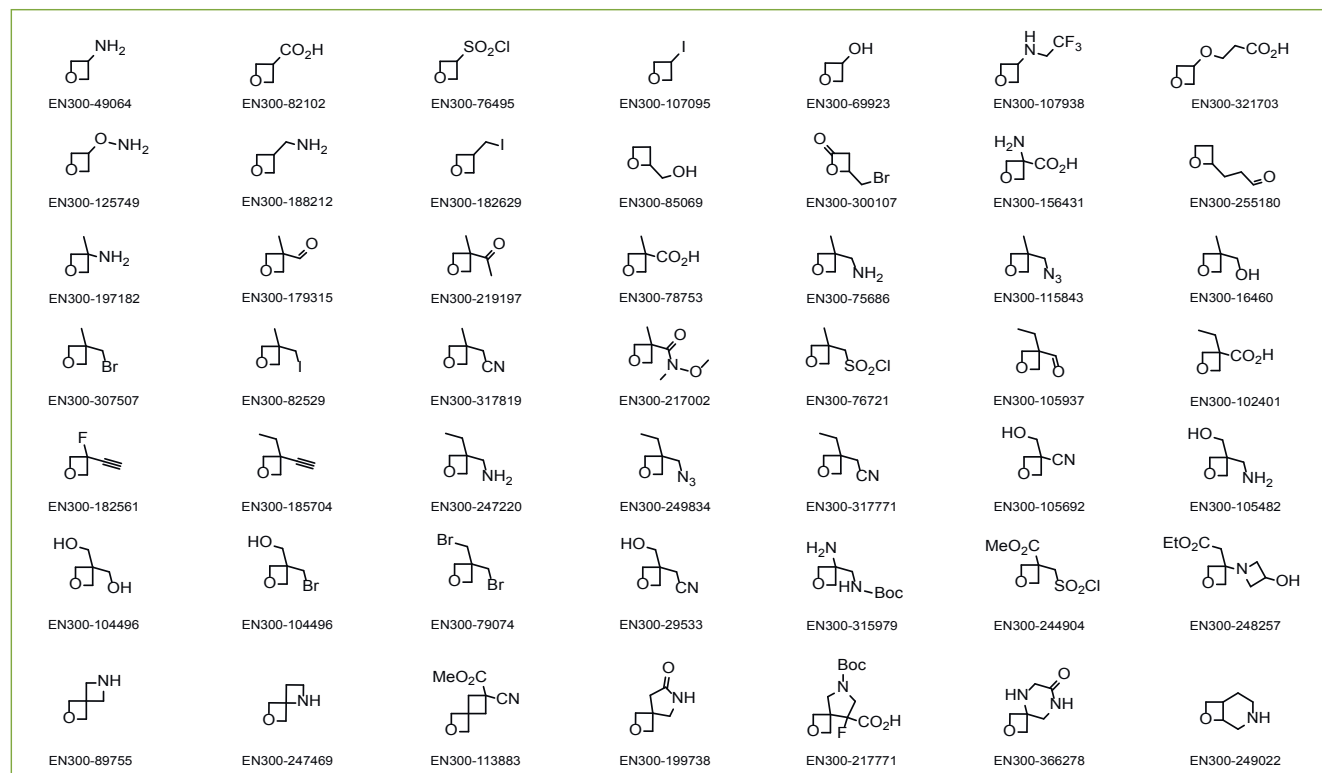 NH2
O
EN300-49064
CO2H
O
EN300-82102
SO2Cl
O
EN300-76495
I
O
EN300-107095
OH
O
EN300-69923
H
N
CF3
O
EN300-107938
O
CO2H
O
EN300-321703
O
NH2
O
EN300-125749
NH2
O
EN300-188212
I
O
EN300-182629
O
OH
EN300-85069
O
O
Br
EN300-300107
H2N
CO2H
O
EN300-156431
O
O
EN300-255180
NH2
O
EN300-197182
O
O
EN300-179315
O
O
EN300-219197
CO2H
O
EN300-78753
O
NH2
EN300-75686
O
N3
EN300-115843
O
OH
EN300-16460
O
Br
EN300-307507
O
I
EN300-82529
O
CN
EN300-317819
O
O
N
O
EN300-217002
O
SO2Cl
EN300-76721
O
O
EN300-105937
CO2H
O
EN300-102401
F
O
EN300-182561
O
EN300-185704
O
NH2
EN300-247220
O
N3
EN300-249834
O
CN
EN300-317771
HO
CN
O
EN300-105692
HO
O
NH2
EN300-105482
HO
O
OH
EN300-104496
HO
O
Br
EN300-104496
Br
O
Br
EN300-79074
HO
O
CN
EN300-29533
H2N
O
HN
Boc
EN300-315979
MeO2C
O
SO2Cl
EN300-244904
EtO2C
N
O
OH
EN300-248257
NH
O
EN300-89755
NH
O
EN300-247469
MeO2C
CN
O
EN300-113883
O
NH
O
EN300-199738
Boc
N
CO2H
O
F
EN300-217771
O
HN
NH
O
EN300-366278
O
NH
EN300-249022